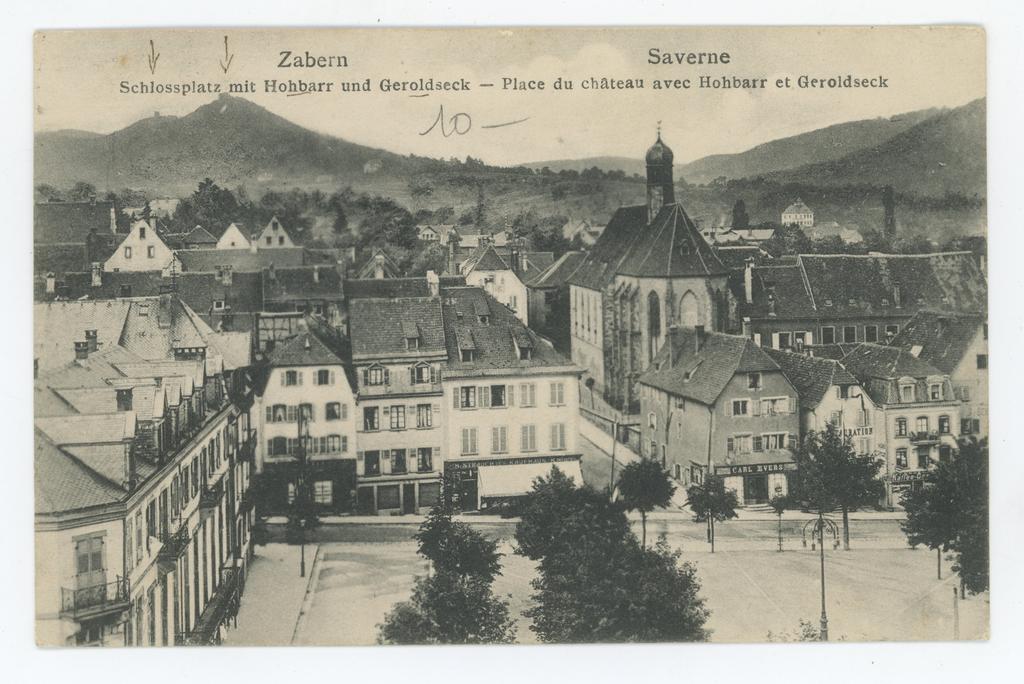 Zabern Saverne
Schlossplatz mit Hohbarr und Geroldseck — Place du château avec Hohbarr et Geroldseck
10 —
CARL EVERS